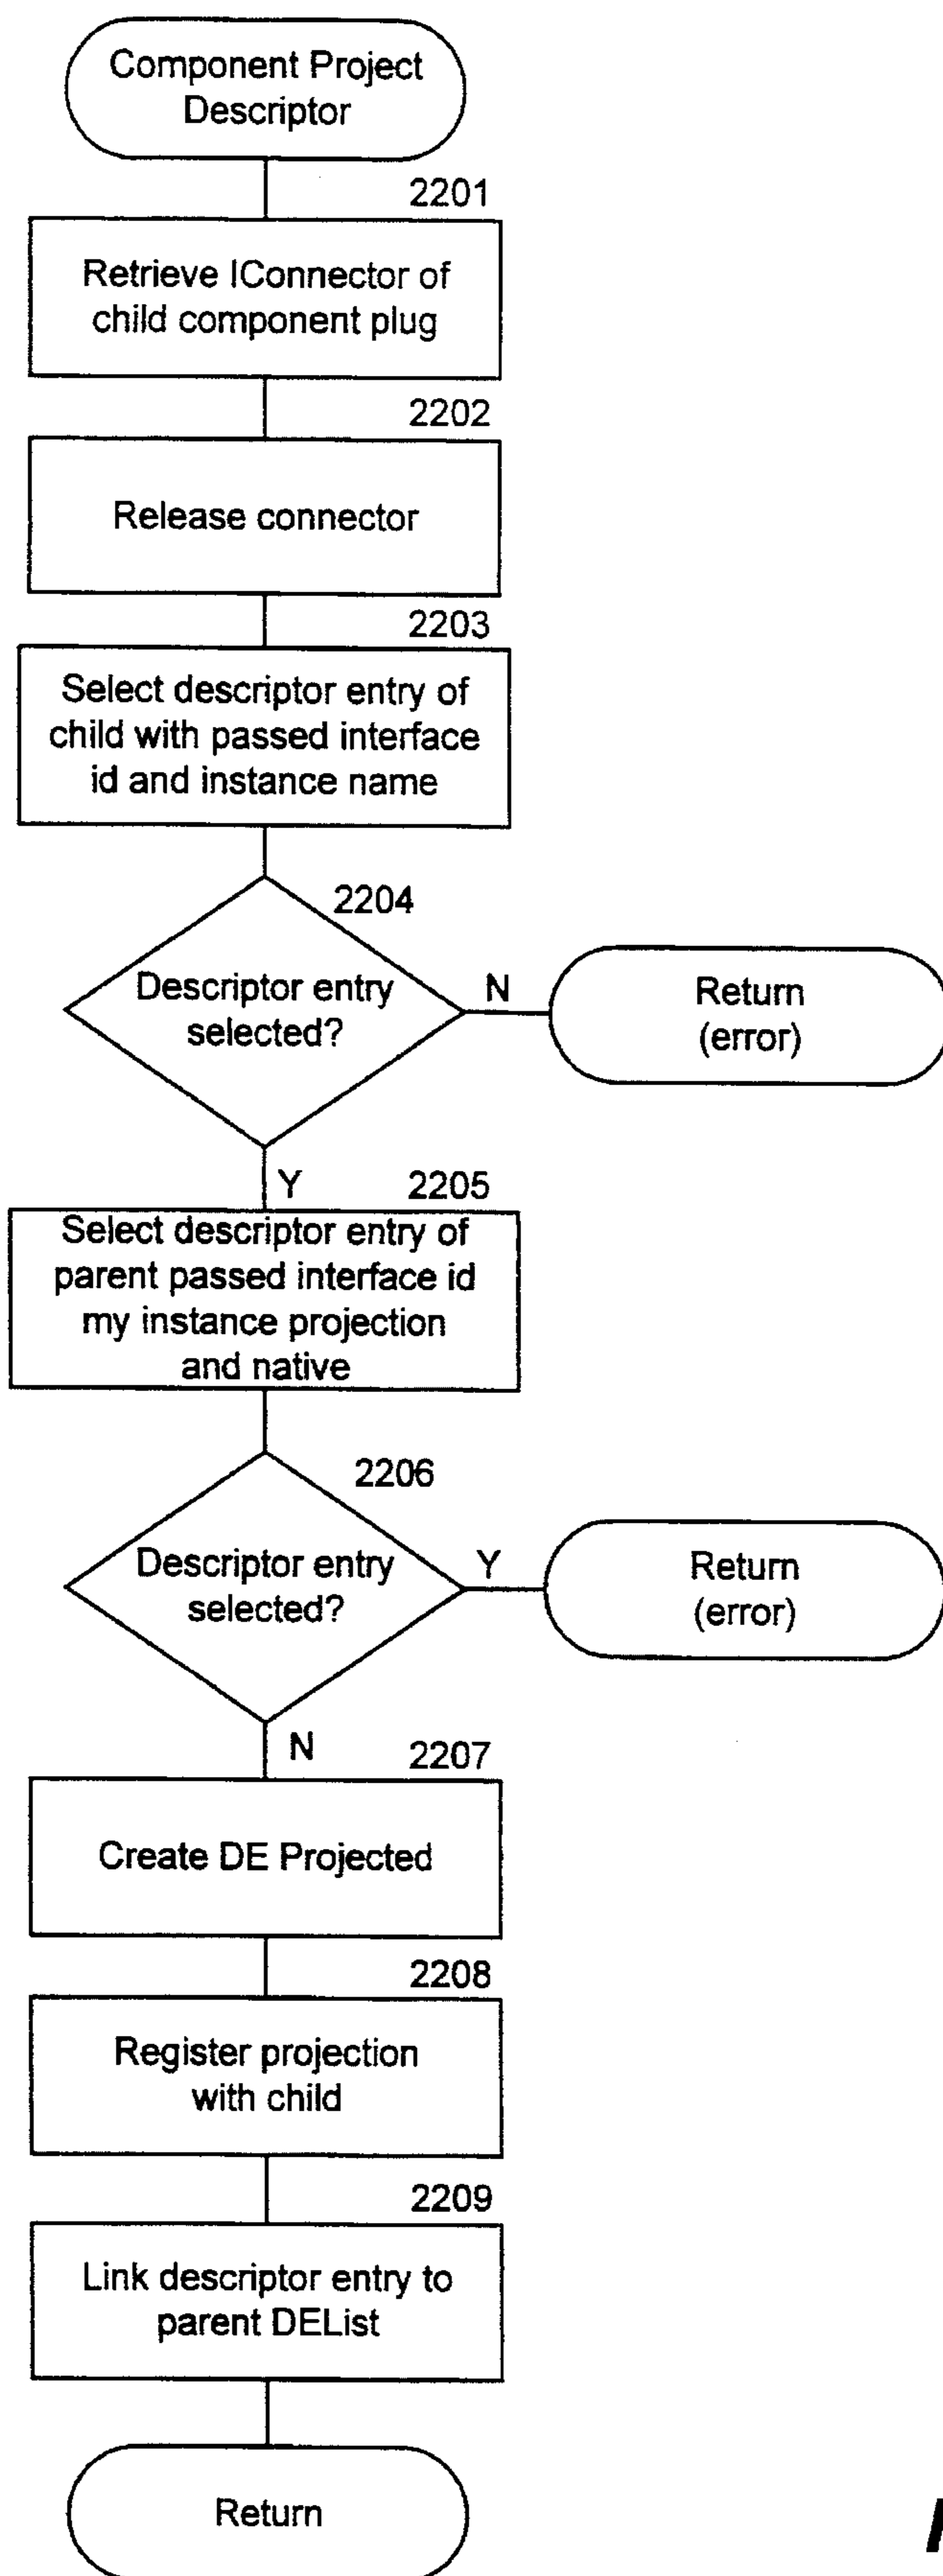 Component Project
Descriptor
2201
Retrieve IConnector of
child component plug
2202
Release connector
2203
Select descriptor entry of
child with passed interface
id and instance name
2204
Descriptor entry
selected?
N
Return
(error)
Y
2205
Select descriptor entry of
parent passed interface id
my instance projection
and native
2206
Descriptor entry
selected?
Y
Return
(error)
N
2207
Create DE Projected
2208
Register projection
with child
2209
Link descriptor entry to
parent DEList
Return